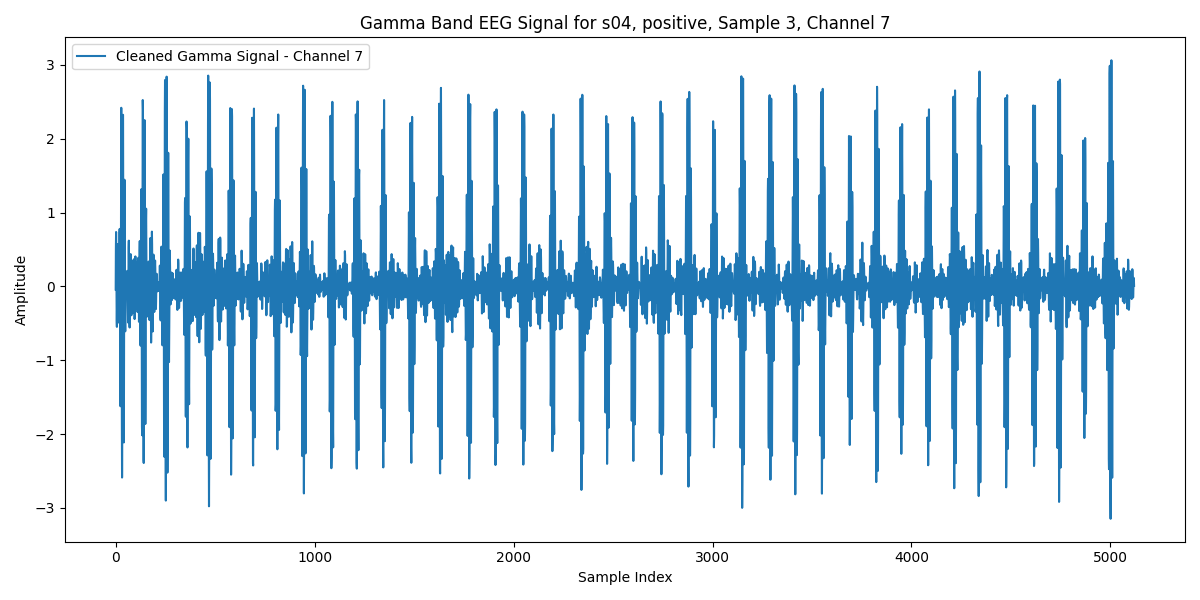 Gamma Band EEG Signal for s04, positive, Sample 3, Channel 7
Cleaned Gamma Signal - Channel 7
3
2
1
0
−1
−2
−3
Amplitude
0 1000 2000 3000 4000 5000
Sample Index